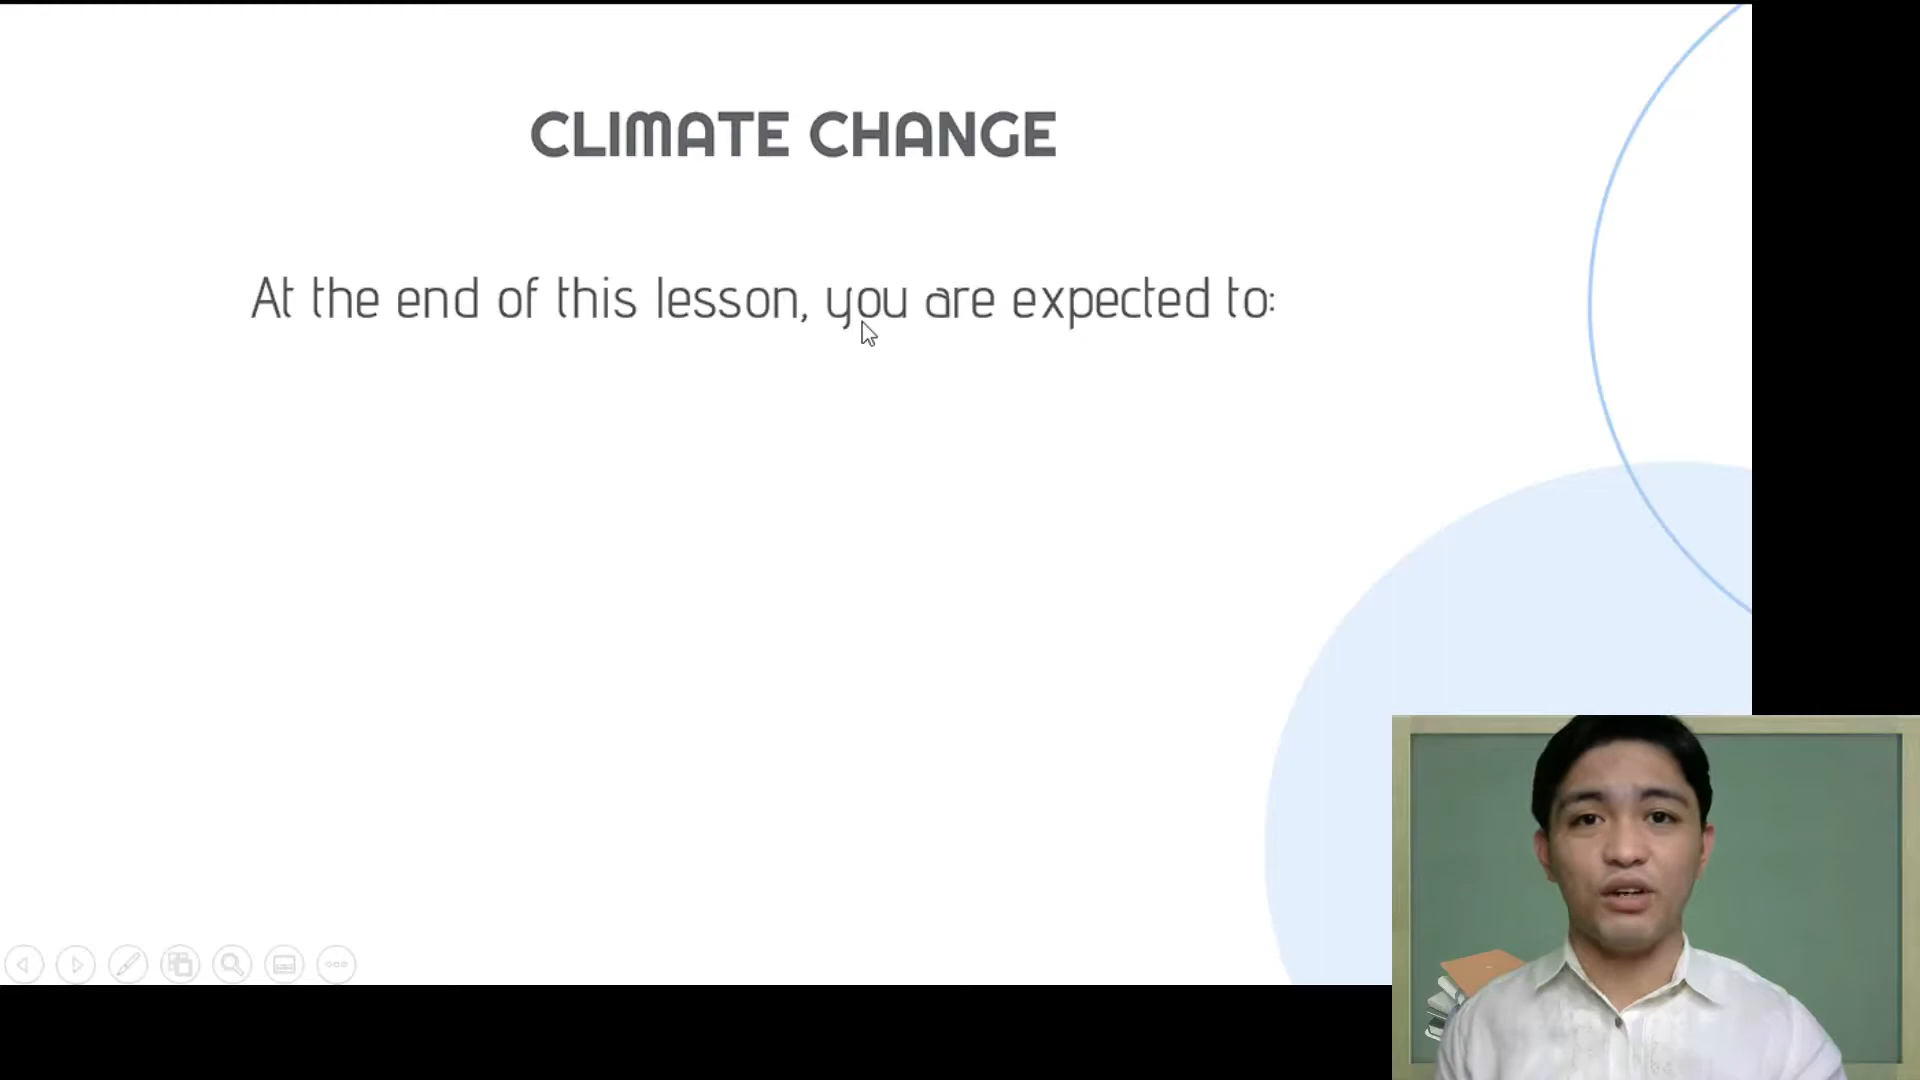 CLIMATE CHANGE
At the end of this lesson, you are expected to: